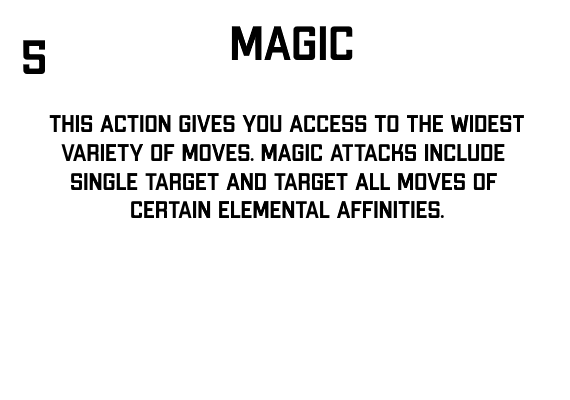 MAGIC
5
THIS ACTION GIVES YOU ACCESS TO THE WIDEST
VARIETY OF MOVES. MAGIC ATTACKS INCLUDE
SINGLE TARGET AND TARGET ALL MOVES OF
CERTAIN ELEMENTAL AFFINITIES.